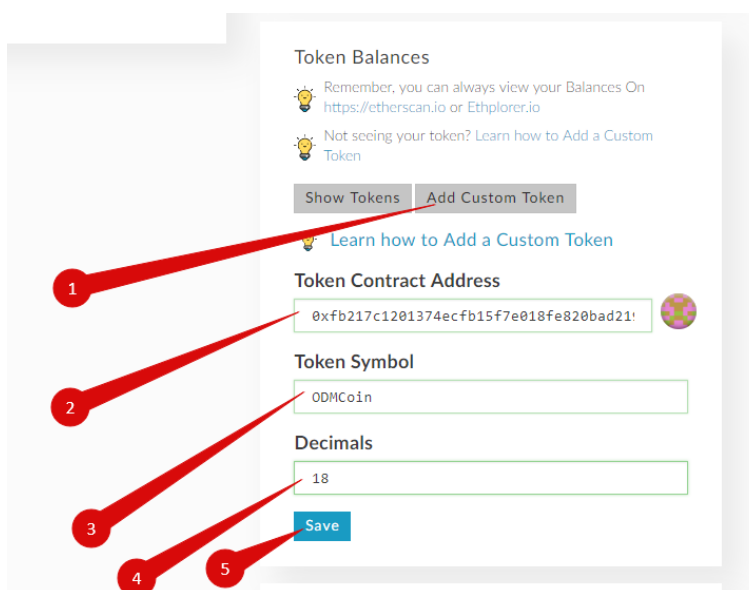 Token Balances
Remember, you can always view your Balances On
https://etherscan.io or Ethplorer.io
Not seeing your token? Learn how to Add a Custom
Token
Show Tokens Add Custom Token
Learn how to Add a Custom Token
1
Token Contract Address
0xfb217c1201374ecfb15f7e018fe820bad219
2
Token Symbol
ODMCoin
Decimals
18
3
Save
5
4